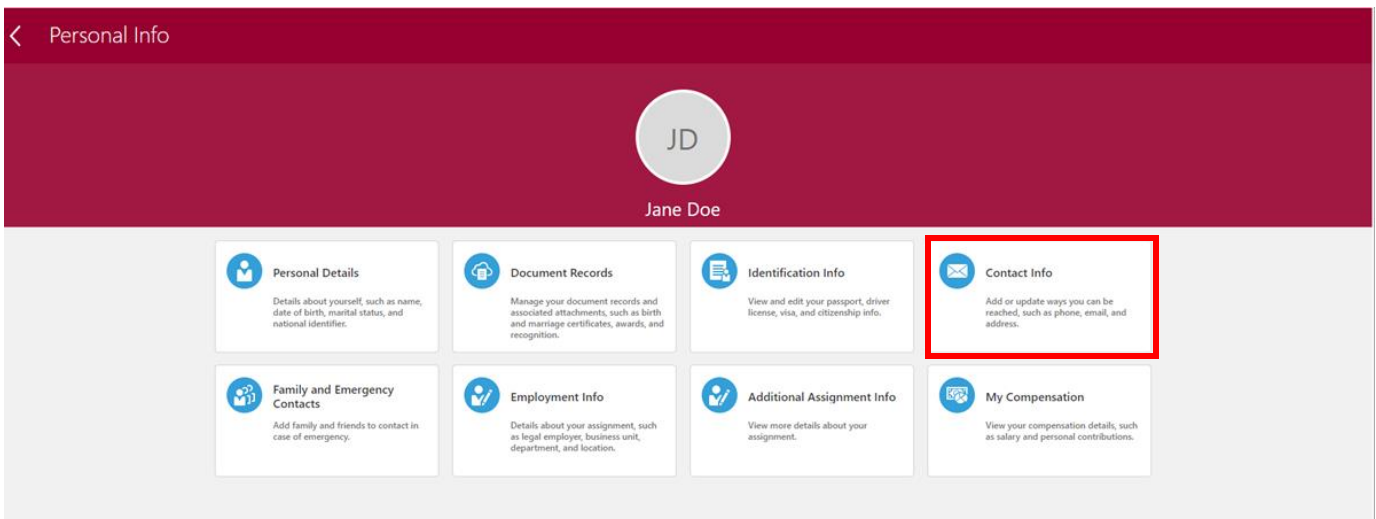 Personal Info
JD
Jane Doe
Personal Details
Details about yourself, such as name,
date of birth, marital status, and
national identifier.
Document Records
Manage your document records and
associated attachments, such as birth
and marriage certificates, awards, and
recognition.
Identification Info
View and edit your passport, driver
license, visa, and citizenship info.
Contact Info
Add or update ways you can be
reached, such as phone, email, and
address.
Family and Emergency
Contacts
Add family and friends to contact in
case of emergency.
Employment Info
Details about your assignment, such
as legal employer, business unit,
department, and location.
Additional Assignment Info
View more details about your
assignment.
My Compensation
View your compensation details, such
as salary and personal contributions.